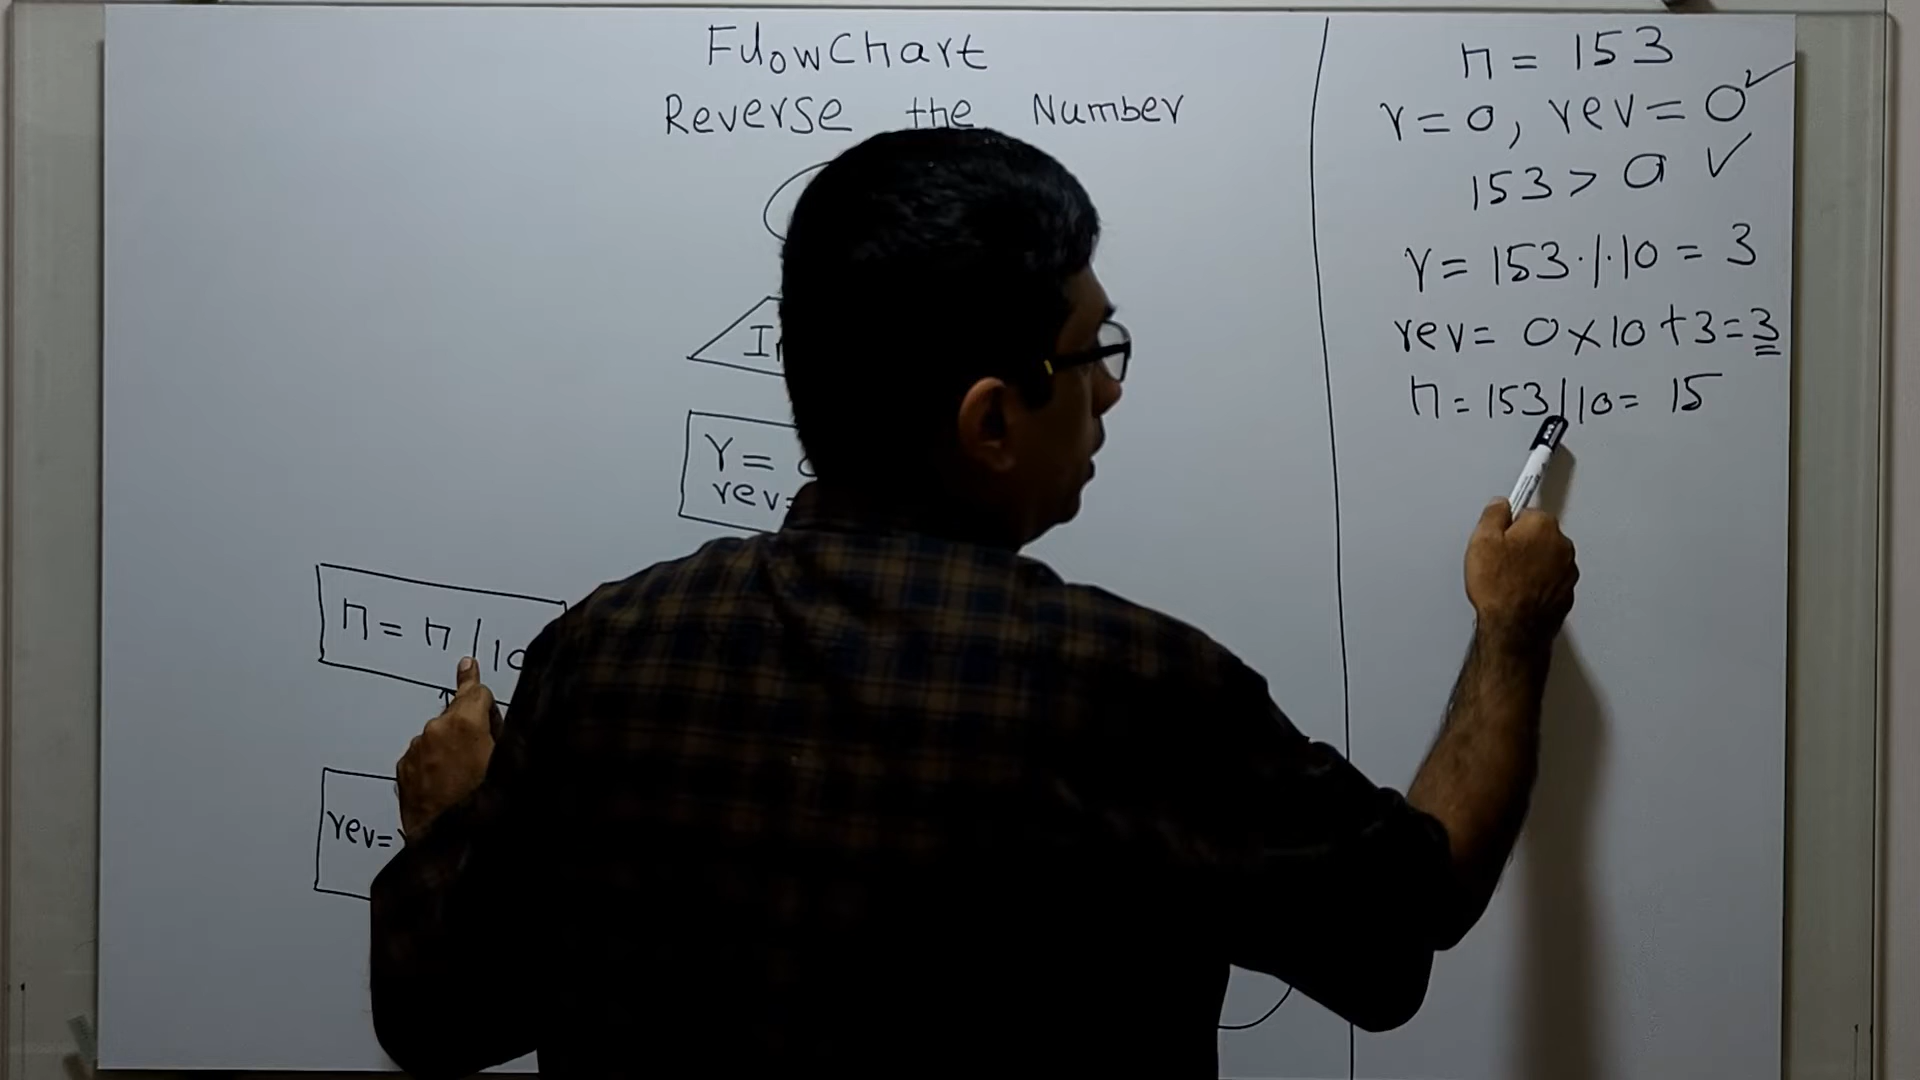 FlowChart
Reverse the Number
r =
rev=
n = n / 10
rev=
n = 153
r = 0, rev = 0 ✓
153 > 0 ✓
r = 153 % 10 = 3
rev = 0 × 10 + 3 = 3
n = 153 / 10 = 15